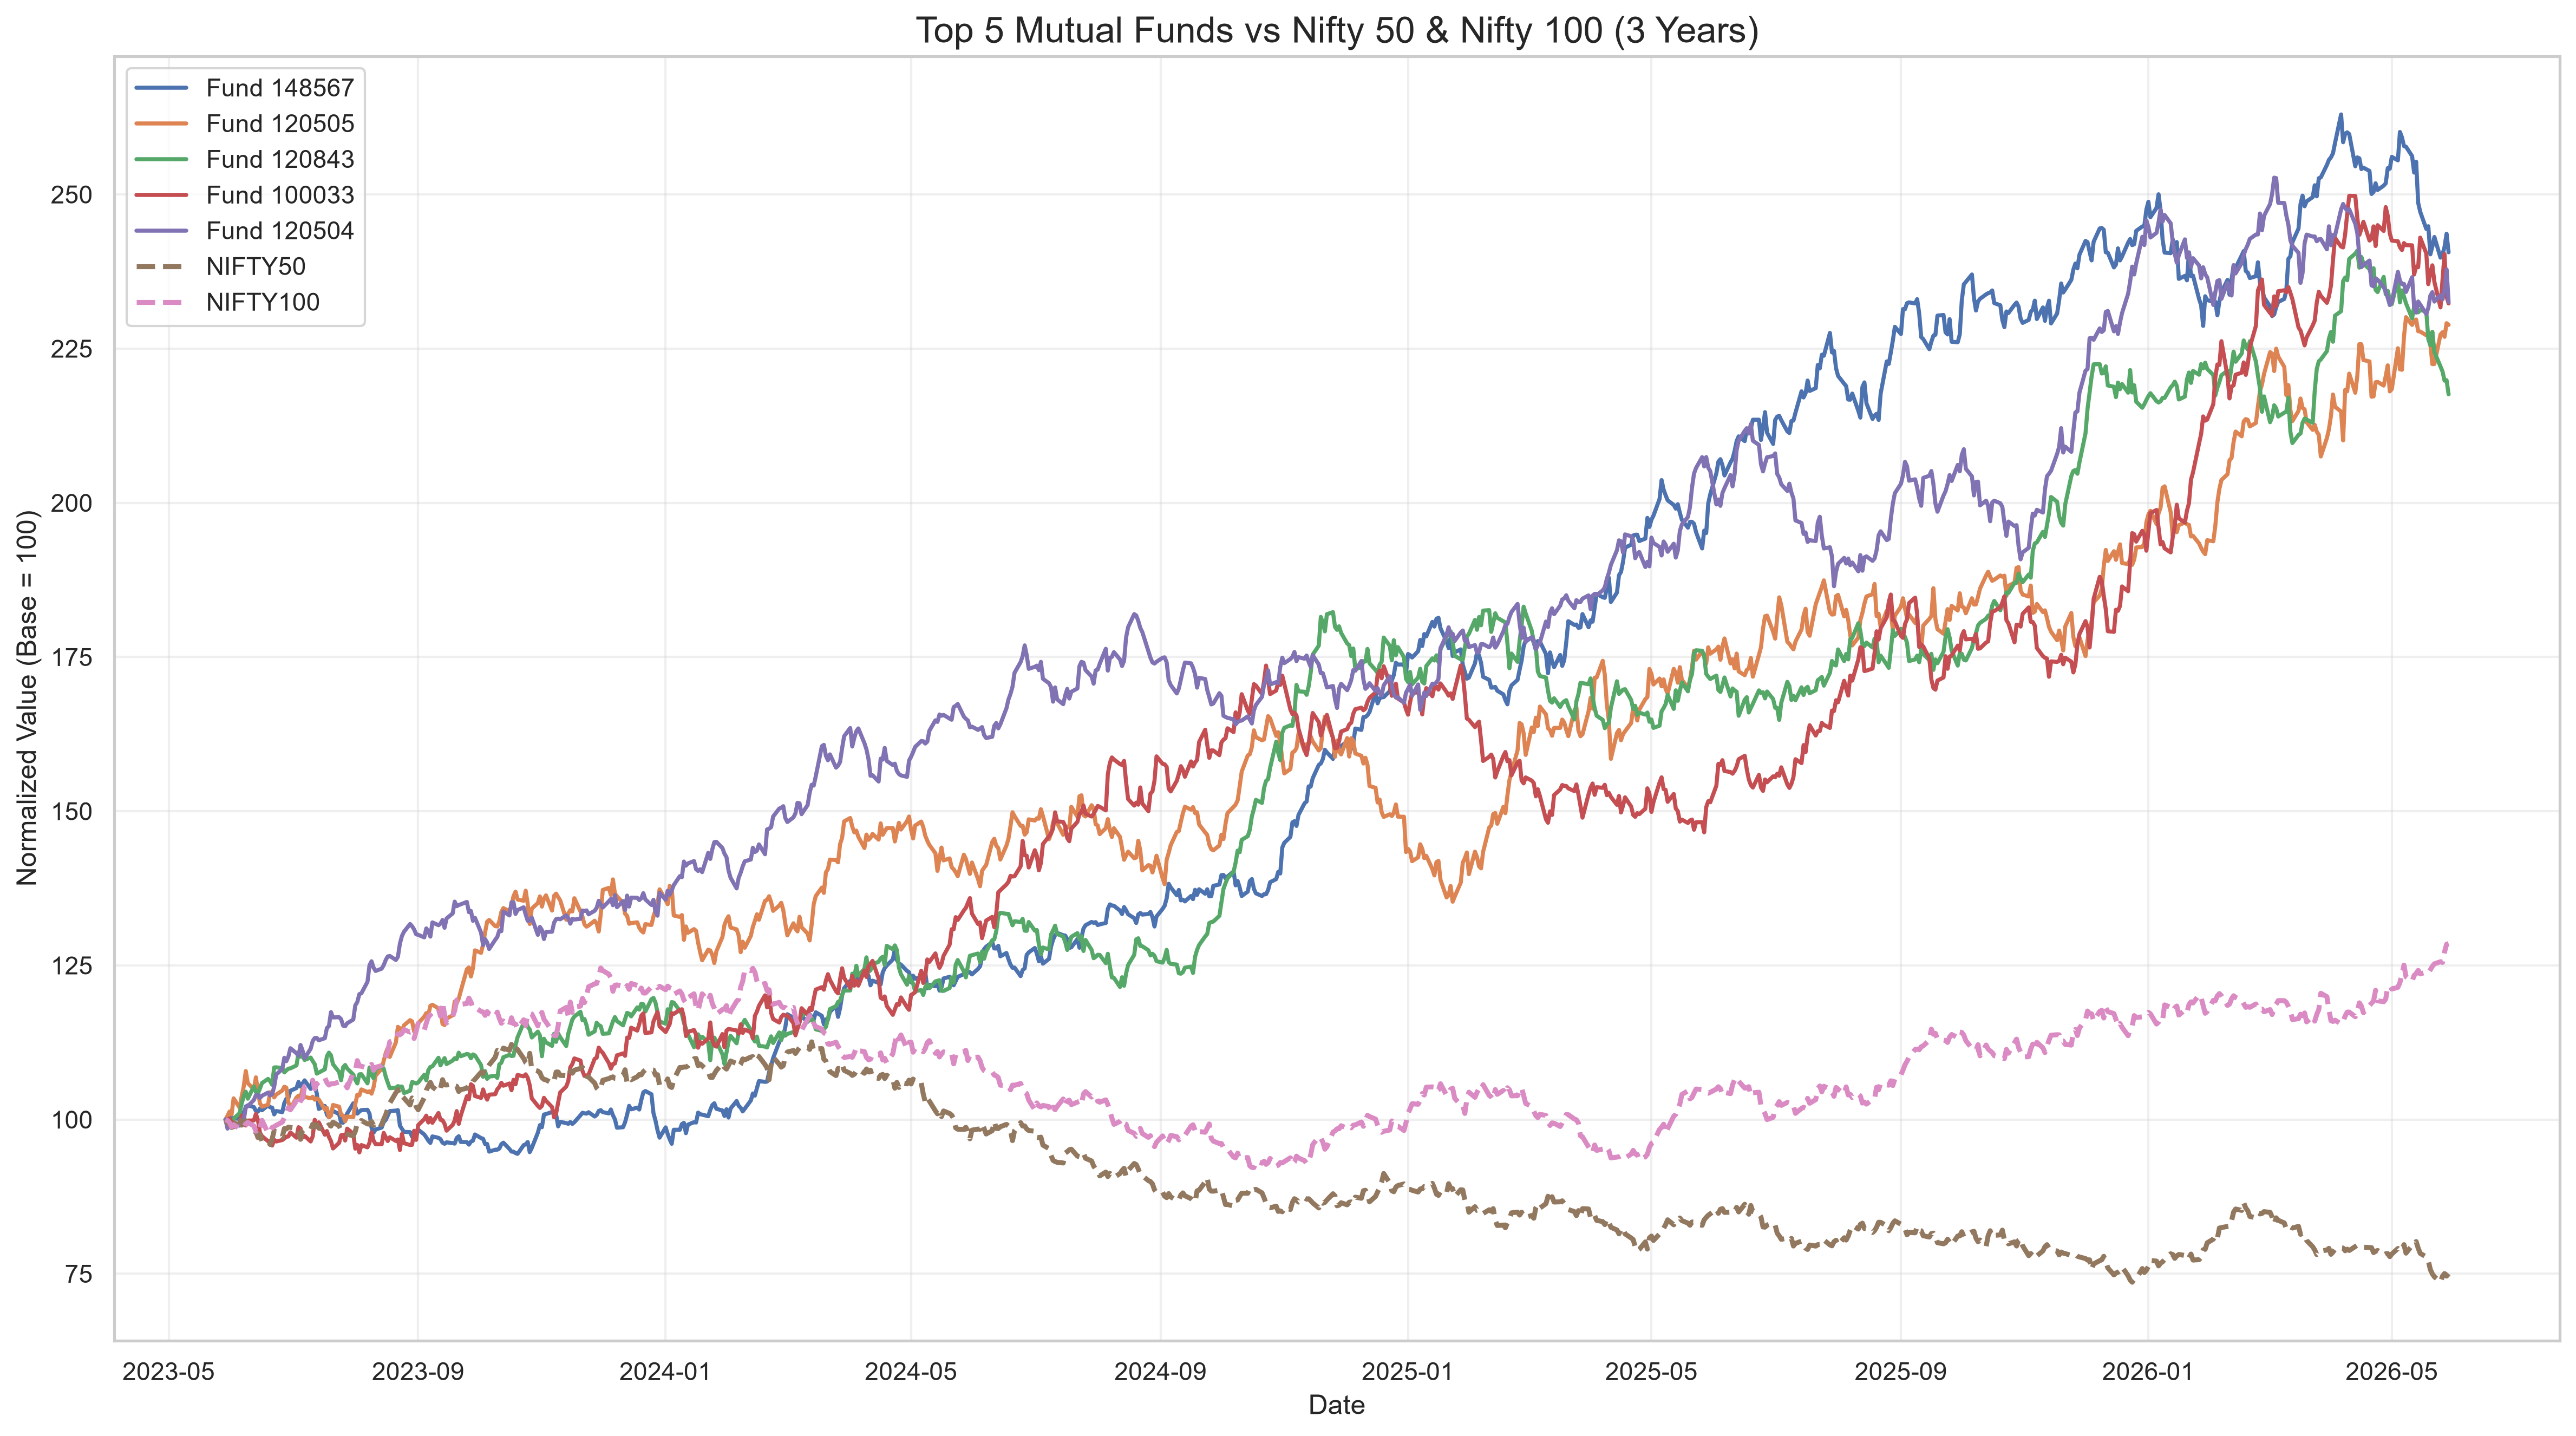 Top 5 Mutual Funds vs Nifty 50 & Nifty 100 (3 Years)
Fund 148567
Fund 120505
Fund 120843
Fund 100033
Fund 120504
NIFTY50
NIFTY100
Normalized Value (Base = 100)
250
225
200
175
150
125
100
75
2023-05
2023-09
2024-01
2024-05
2024-09
2025-01
2025-05
2025-09
2026-01
2026-05
Date